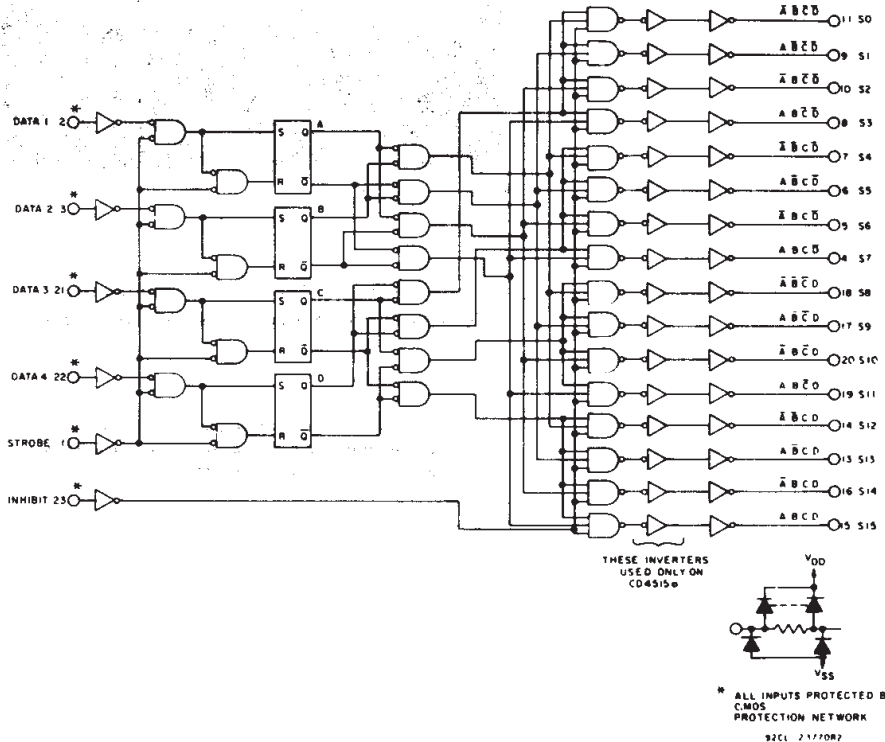 DATA 1 2 *
DATA 2 3 *
DATA 3 21 *
DATA 4 22 *
STROBE 1 *
INHIBIT 23 *
S Q A
R Q̅
S Q B
R Q̅
S Q C
R Q̅
S Q D
R Q̅
A̅ B̅ C̅ D̅ 11 S0
A B̅ C̅ D̅ 9 S1
A̅ B C̅ D̅ 10 S2
A B C̅ D̅ 8 S3
7 S4
A B̅ C D̅ 6 S5
A̅ B C D̅ 5 S6
A B C D̅ 4 S7
A̅ B̅ C̅ D 18 S8
A B̅ C̅ D 17 S9
A̅ B C̅ D 20 S10
A B C̅ D 19 S11
A̅ B̅ C D 14 S12
A B̅ C D 13 S13
A̅ B C D 16 S14
A B C D 15 S15
THESE INVERTERS
USED ONLY ON
VDD
VSS
* ALL INPUTS PROTECTED B
CMOS
PROTECTION NETWORK